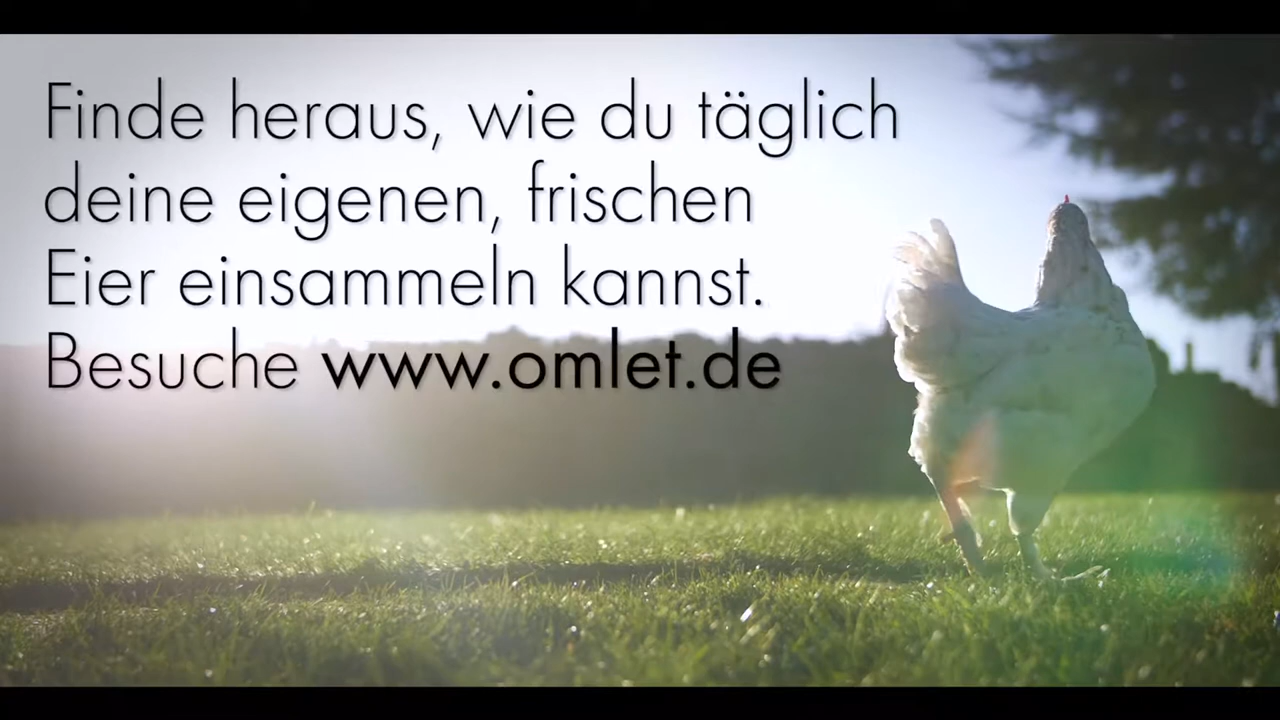 Finde heraus, wie du täglich
deine eigenen, frischen
Eier einsammeln kannst.
Besuche www.omlet.de